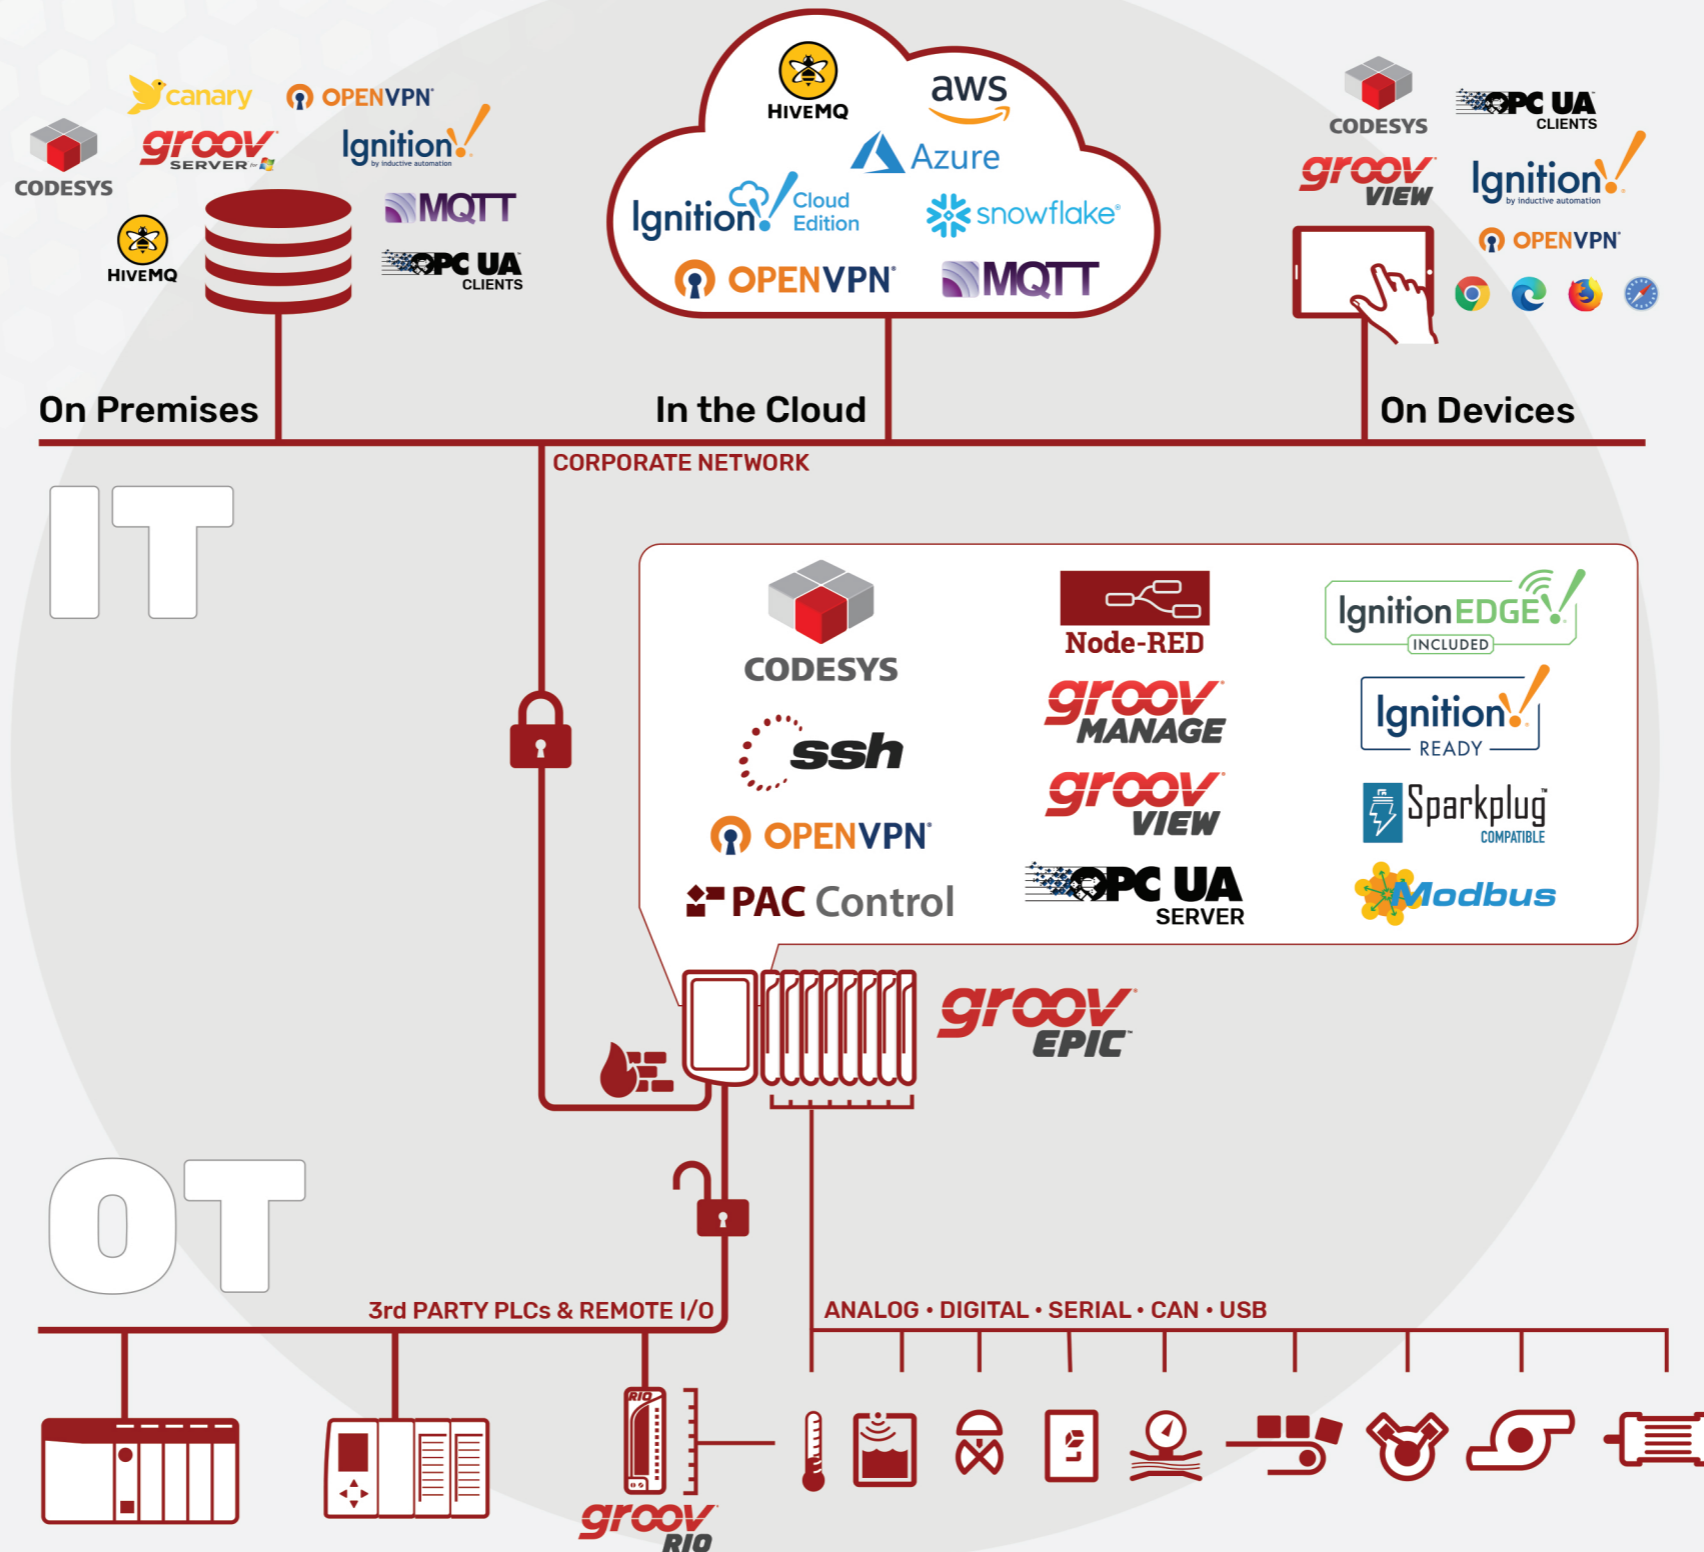 canary
OPENVPN
groov
SERVER for
Ignition!
by inductive automation
CODESYS
MQTT
HIVEMQ
OPC UA
CLIENTS
HIVEMQ
aws
Azure
Ignition!
Cloud
Edition
snowflake®
OPENVPN®
MQTT
CODESYS
OPC UA
CLIENTS
groov
VIEW
Ignition!
by inductive automation
OPENVPN
On Premises
In the Cloud
On Devices
CORPORATE NETWORK
IT
CODESYS
Node-RED
Ignition EDGE!
INCLUDED
ssh
groov
MANAGE
Ignition!
READY
OPENVPN®
groov
VIEW
Sparkplug™
COMPATIBLE
PAC Control
OPC UA
SERVER
Modbus
groov
EPIC™
OT
3rd PARTY PLCs & REMOTE I/O
ANALOG • DIGITAL • SERIAL • CAN • USB
RIO
groov
RIO